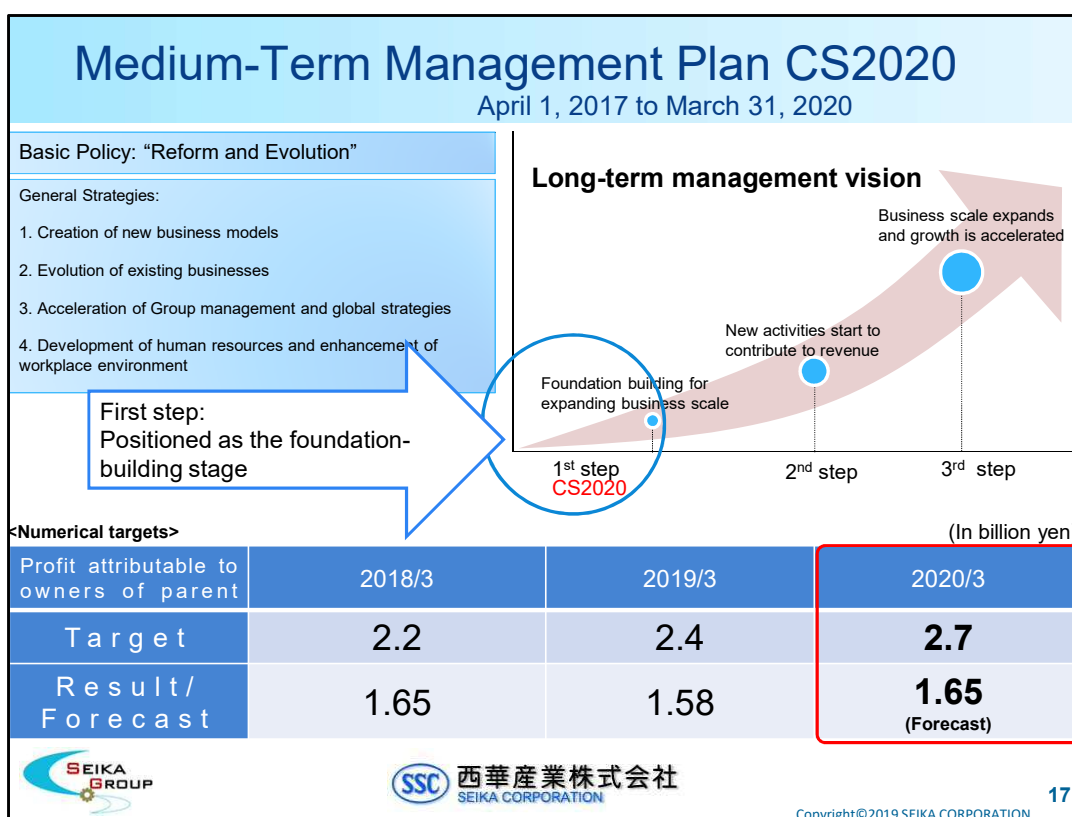 Medium-Term Management Plan CS2020
April 1, 2017 to March 31, 2020
Basic Policy: “Reform and Evolution”
General Strategies:
1. Creation of new business models
2. Evolution of existing businesses
3. Acceleration of Group management and global strategies
4. Development of human resources and enhancement of
workplace environment
First step:
Positioned as the foundation-
building stage
Long-term management vision
Business scale expands
and growth is accelerated
New activities start to
contribute to revenue
Foundation building for
expanding business scale
1st step
CS2020
2nd step
3rd step
<Numerical targets>
(In billion yen
Profit attributable to
owners of parent
2018/3
2019/3
2020/3
Target
2.2
2.4
2.7
Result/
Forecast
1.65
1.58
1.65
(Forecast)
SEIKA
GROUP
SSC
西華産業株式会社
SEIKA CORPORATION
17
Copyright©2019 SEIKA CORPORATION